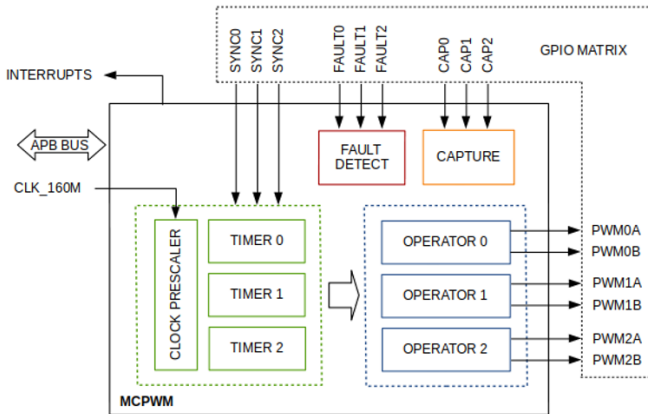 SYNC0
SYNC1
SYNC2
FAULT0
FAULT1
FAULT2
CAP0
CAP1
CAP2
GPIO MATRIX
INTERRUPTS
APB BUS
CLK_160M
FAULT
DETECT
CAPTURE
CLOCK PRESCALER
TIMER 0
TIMER 1
TIMER 2
OPERATOR 0
OPERATOR 1
OPERATOR 2
PWM0A
PWM0B
PWM1A
PWM1B
PWM2A
PWM2B
MCPWM